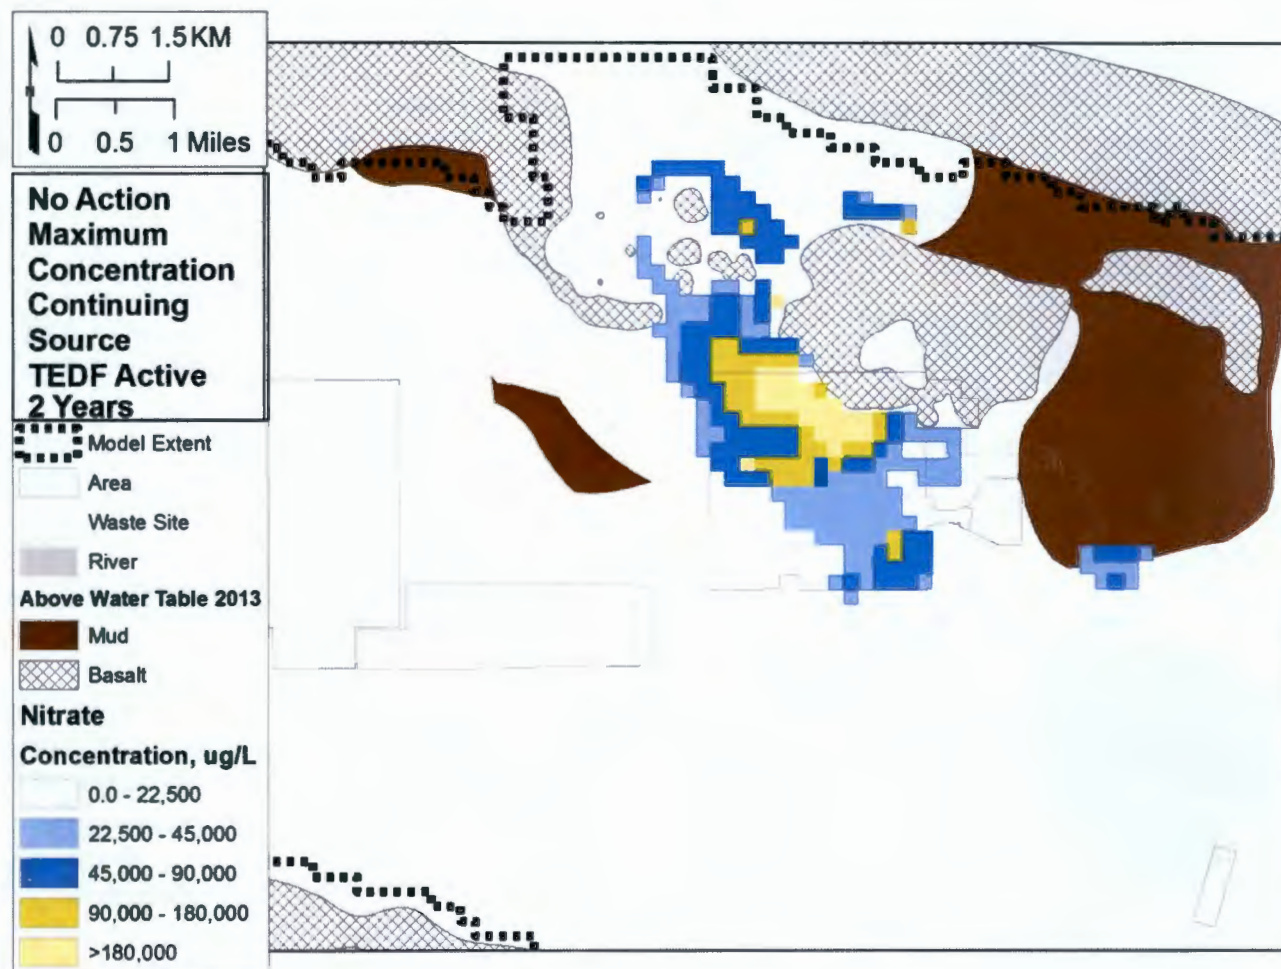 0 0.75 1.5 KM
0 0.5 1 Miles
No Action
Maximum
Concentration
Continuing
Source
TEDF Active
2 Years
Model Extent
Area
Waste Site
River
Above Water Table 2013
Mud
Basalt
Nitrate
Concentration, ug/L
0.0 - 22,500
22,500 - 45,000
45,000 - 90,000
90,000 - 180,000
>180,000